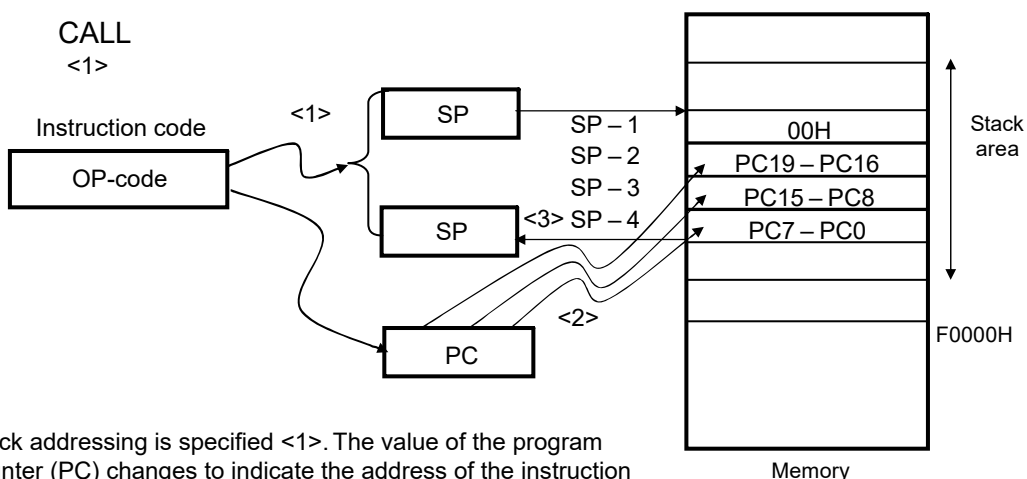 CALL
<1>
Instruction code
OP-code
<1>
SP
SP – 1
SP – 2
SP – 3
<3> SP – 4
SP
<2>
PC
00H
PC19 – PC16
PC15 – PC8
PC7 – PC0
Stack
area
F0000H
Memory
ck addressing is specified <1>. The value of the program
nter (PC) changes to indicate the address of the instruction